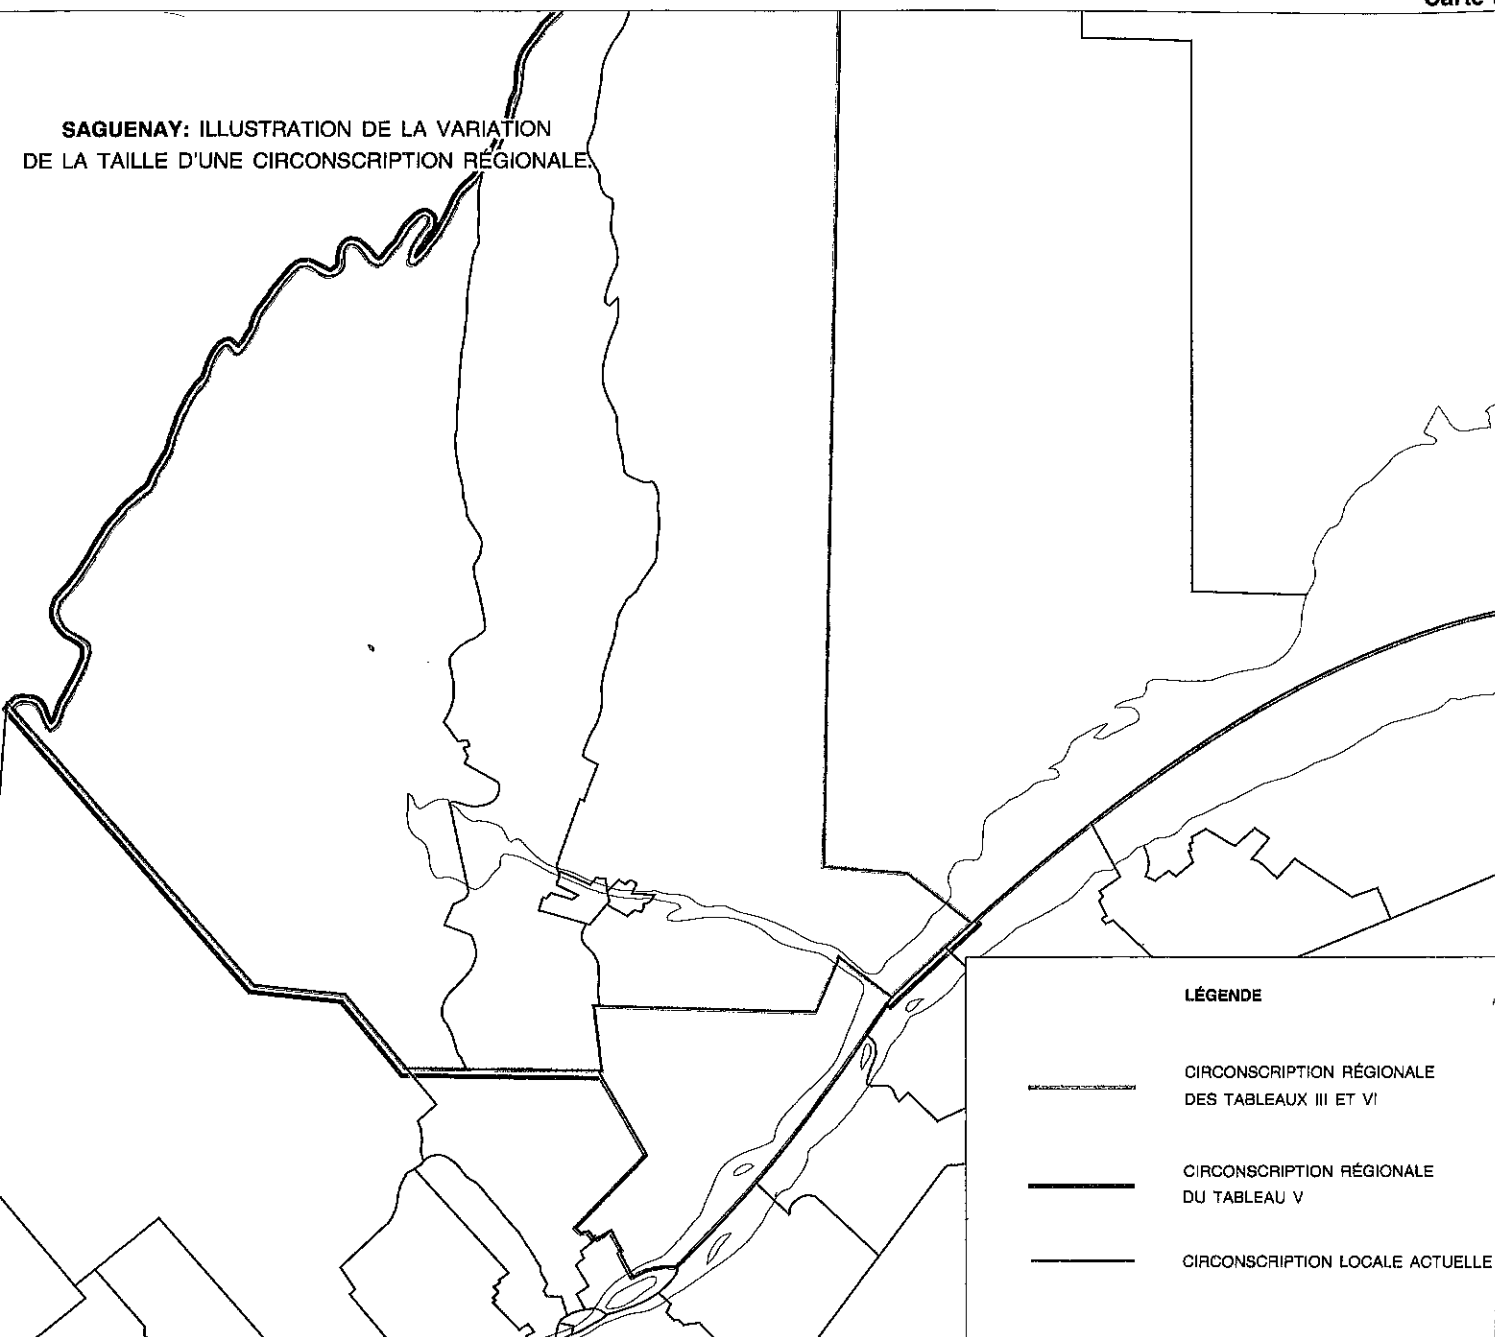 Carte
SAGUENAY: ILLUSTRATION DE LA VARIATION
DE LA TAILLE D'UNE CIRCONSCRIPTION RÉGIONALE.
LÉGENDE
CIRCONSCRIPTION RÉGIONALE
DES TABLEAUX III ET VI
CIRCONSCRIPTION RÉGIONALE
DU TABLEAU V
CIRCONSCRIPTION LOCALE ACTUELLE